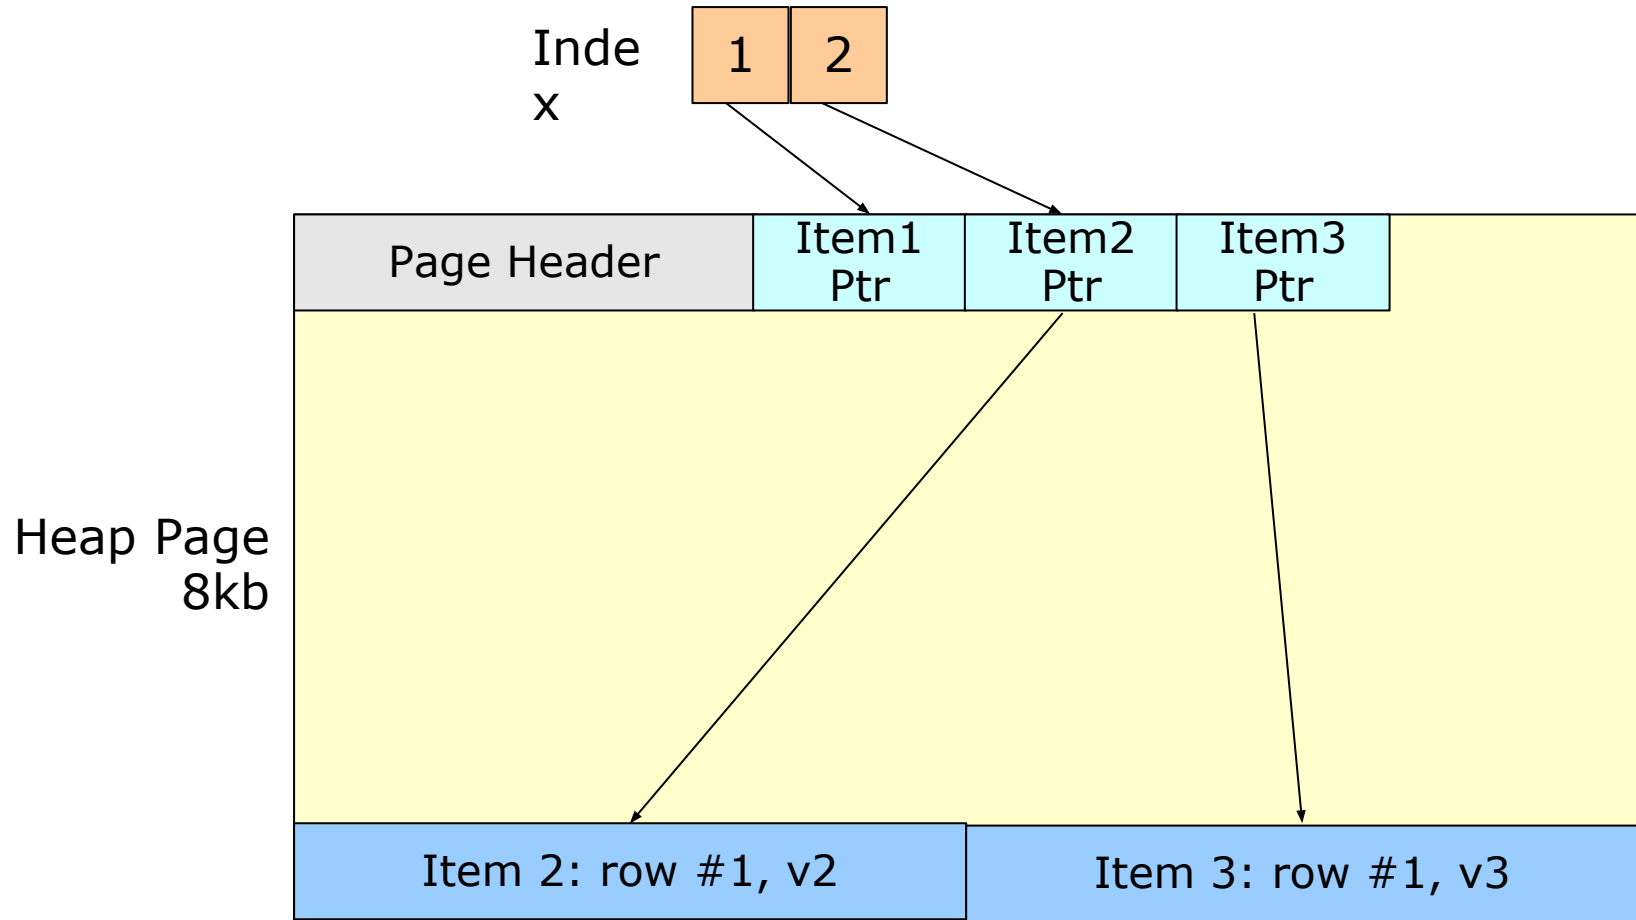 Inde
x
1
2
Page Header
Item1
Ptr
Item2
Ptr
Item3
Ptr
Heap Page
8kb
Item 2: row #1, v2
Item 3: row #1, v3